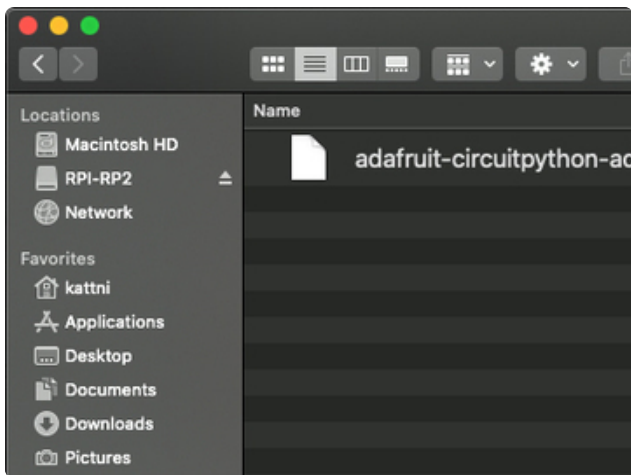 Locations
Macintosh HD
RPI-RP2
Network
Favorites
kattni
Applications
Desktop
Documents
Downloads
Pictures
Name
adafruit-circuitpython-ad